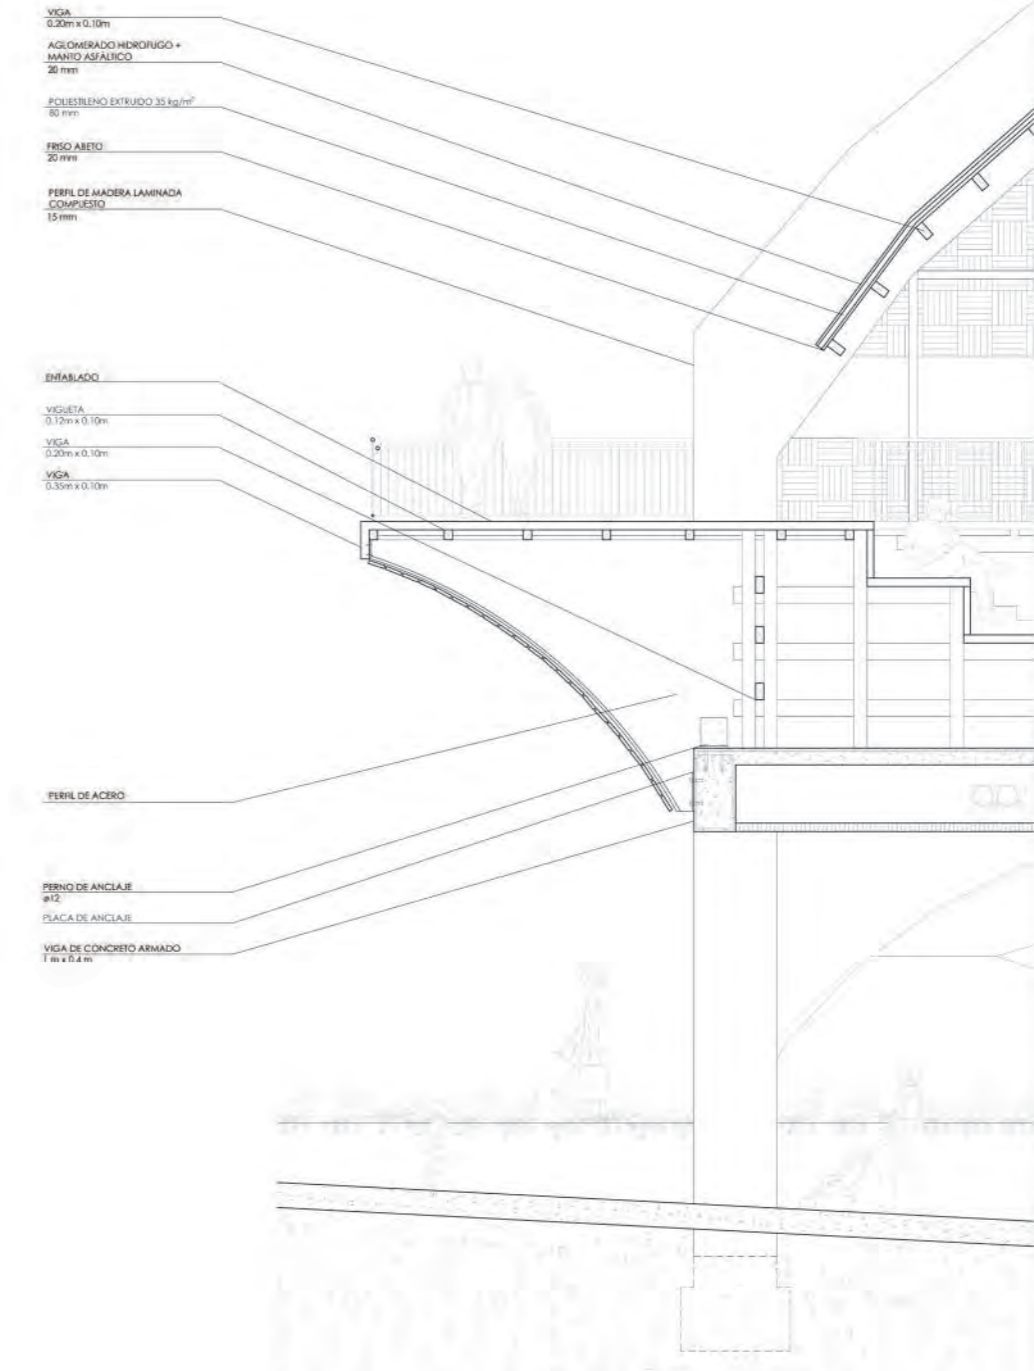 VIGA
0.20m x 0.10m
AGLOMERADO HIDROFUGO +
MANTO ASFÁLTICO
20 mm
POLIESTILENO EXTRUIDO 35 kg/m²
80 mm
FRISO ABETO
20 mm
PERFIL DE MADERA LAMINADA
COMPUESTO
15 mm
ENTABLADO
VIGUETA
0.12m x 0.10m
VIGA
0.20m x 0.10m
VIGA
0.35m x 0.10m
PERFIL DE ACERO
PERNO DE ANCLAJE
ø12
PLACA DE ANCLAJE
VIGA DE CONCRETO ARMADO
1 m x 0.4 m